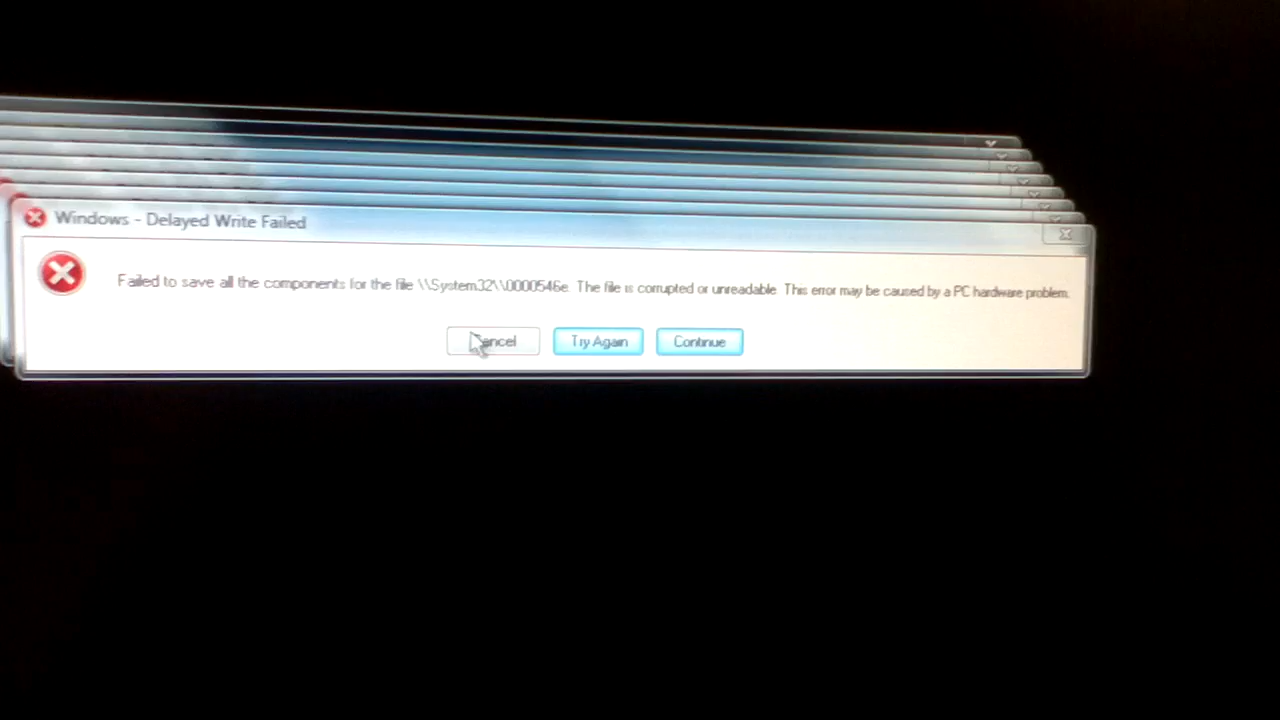 Windows - Delayed Write Failed
Failed to save all the components for the file \\System32\\0000546e. The file is corrupted or unreadable. This error may be caused by a PC hardware problem.
Cancel Try Again Continue